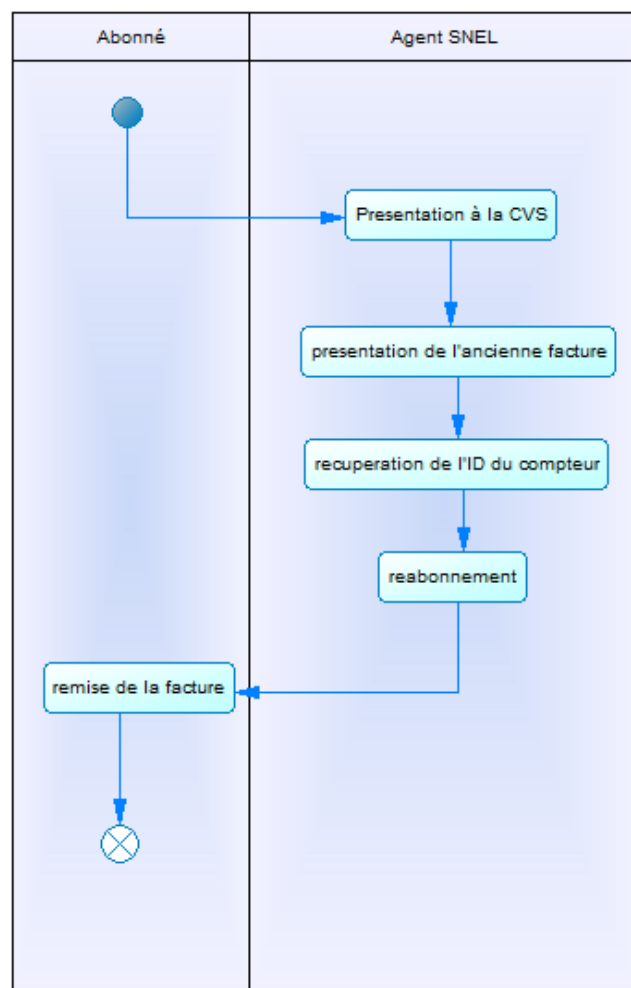 Abonné
Agent SNEL
Presentation à la CVS
presentation de l'ancienne facture
recuperation de l'ID du compteur
reabonnement
remise de la facture